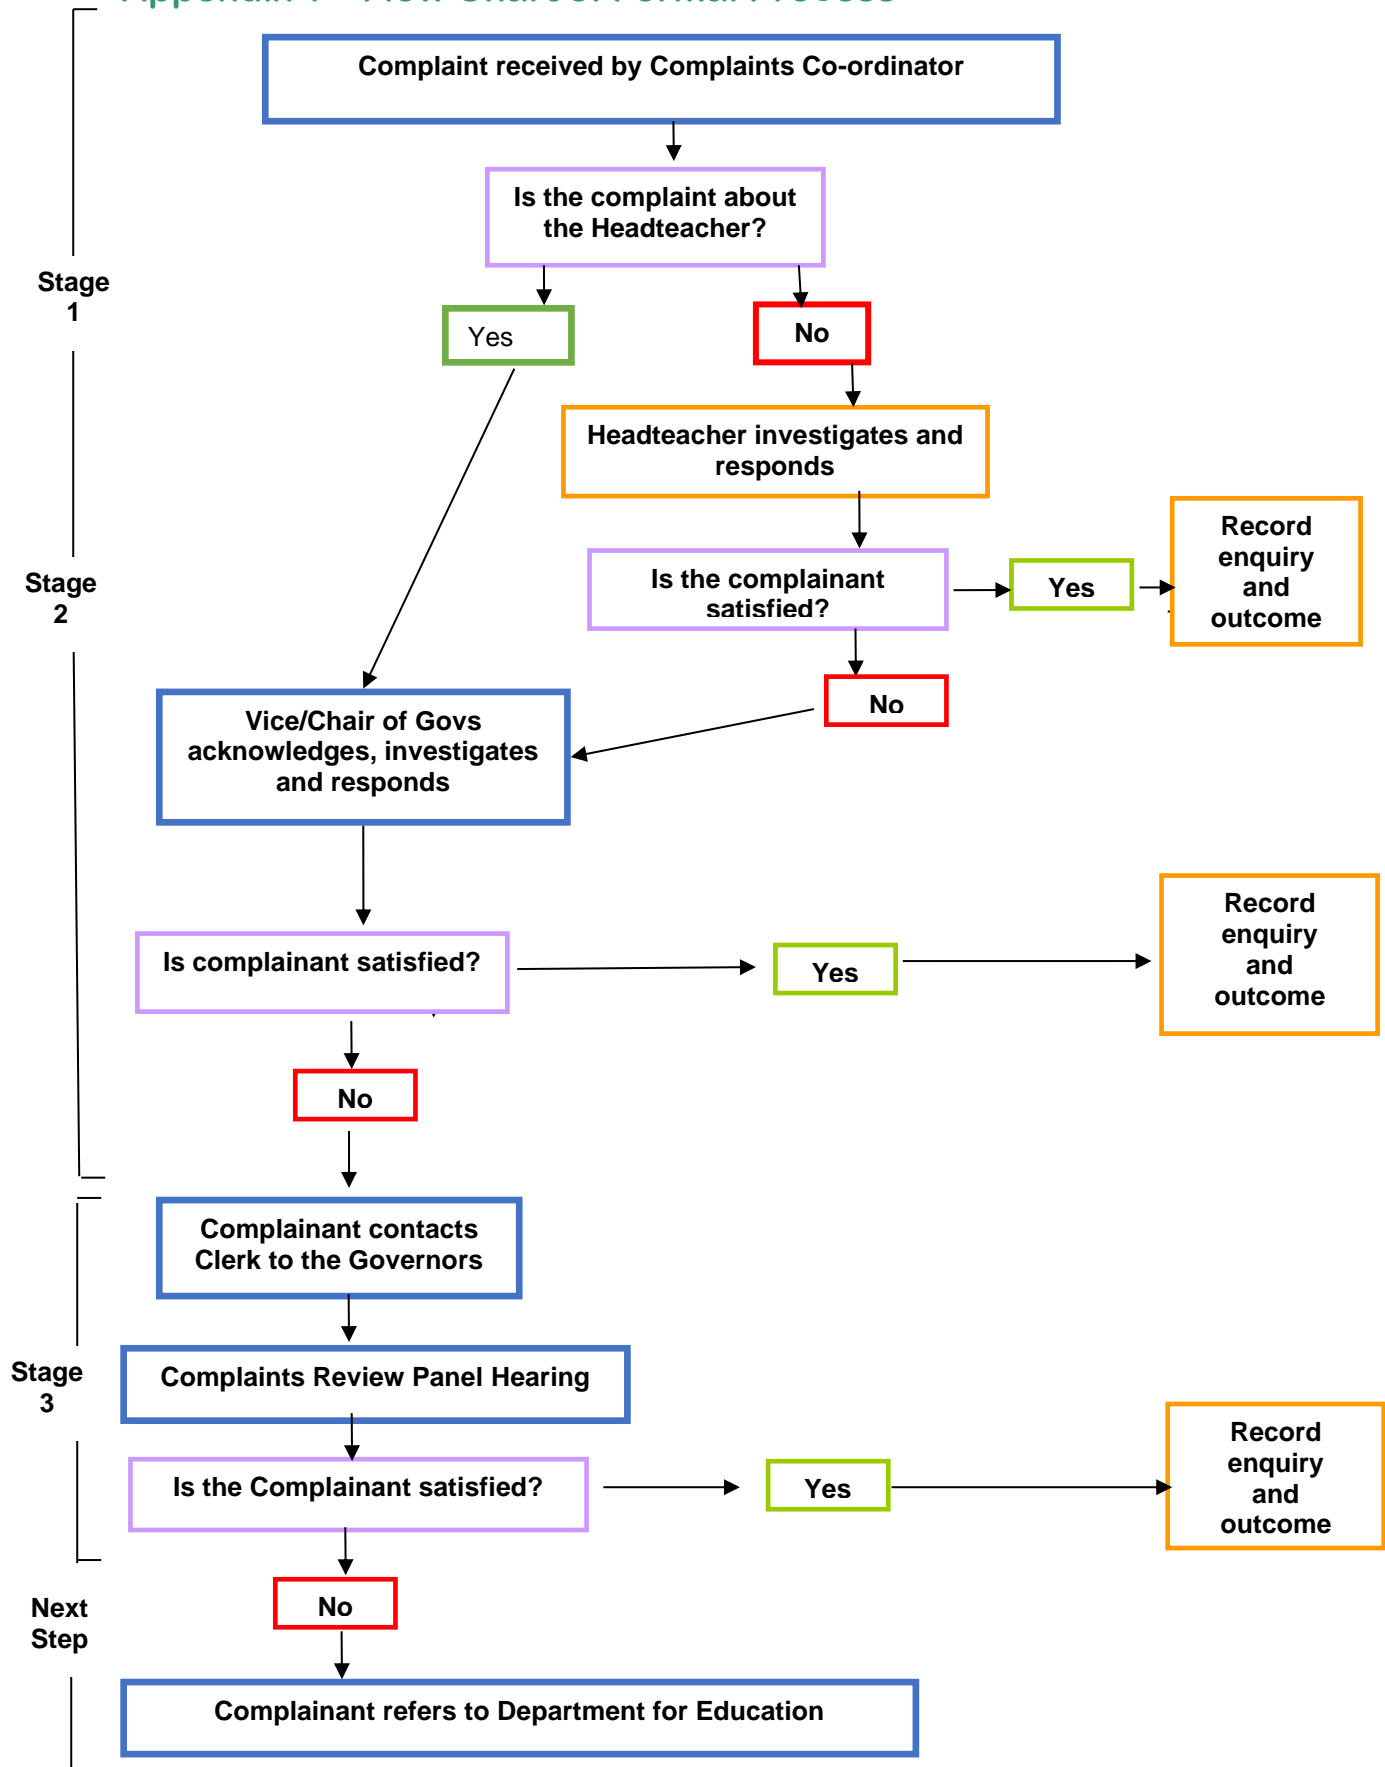 Complaint received by Complaints Co-ordinator
Is the complaint about
the Headteacher?
Stage
1
Yes
No
Headteacher investigates and
responds
Record
enquiry
and
outcome
Is the complainant
satisfied?
Yes
Stage
2
No
Vice/Chair of Govs
acknowledges, investigates
and responds
Record
enquiry
and
outcome
Is complainant satisfied?
Yes
No
Complainant contacts
Clerk to the Governors
Stage
3
Complaints Review Panel Hearing
Record
enquiry
and
outcome
Is the Complainant satisfied?
Yes
No
Next
Step
Complainant refers to Department for Education